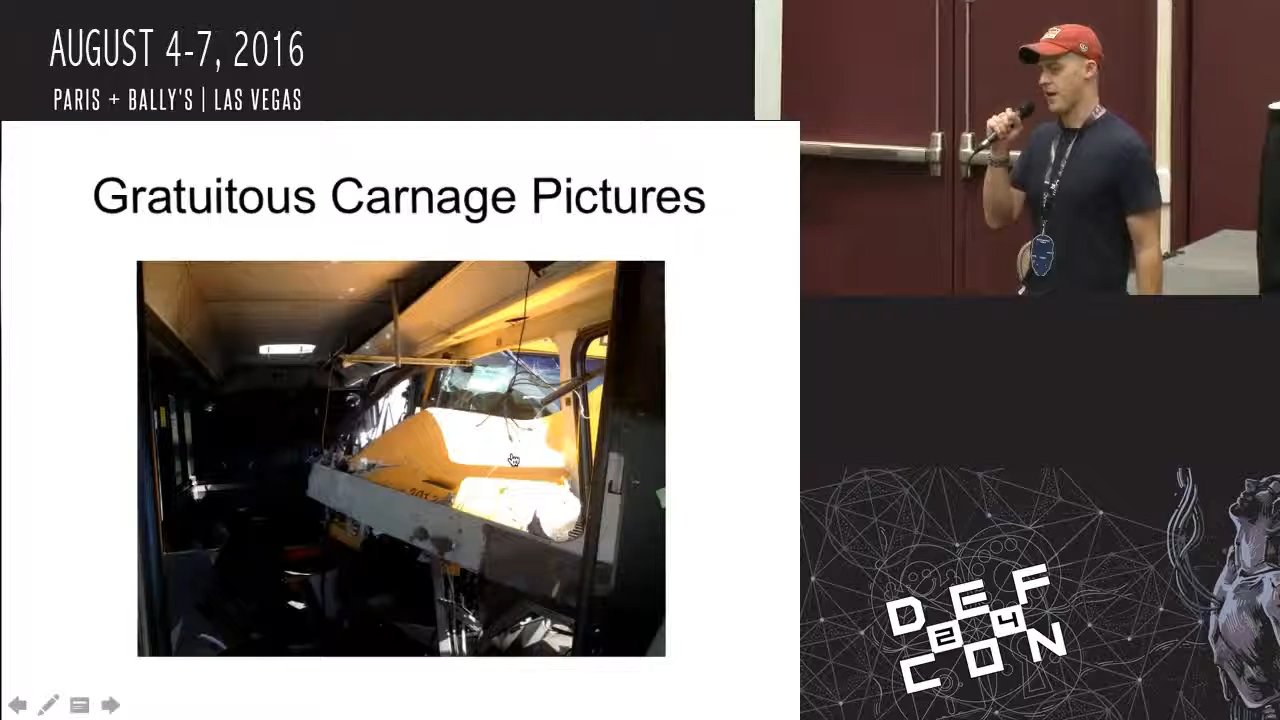 AUGUST 4-7, 2016
PARIS + BALLY'S | LAS VEGAS
Gratuitous Carnage Pictures
DEF
24
CON